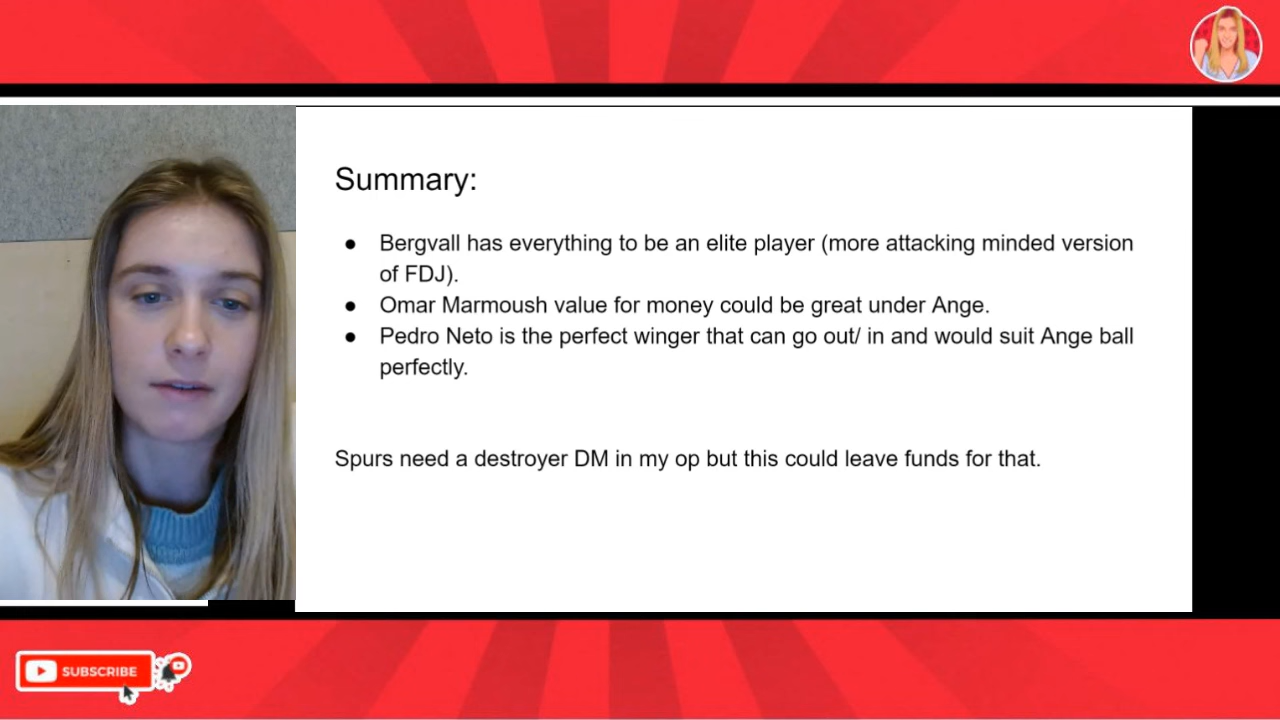 Summary:
● Bergvall has everything to be an elite player (more attacking minded version
of FDJ).
● Omar Marmoush value for money could be great under Ange.
● Pedro Neto is the perfect winger that can go out/ in and would suit Ange ball
perfectly.
Spurs need a destroyer DM in my op but this could leave funds for that.
SUBSCRIBE